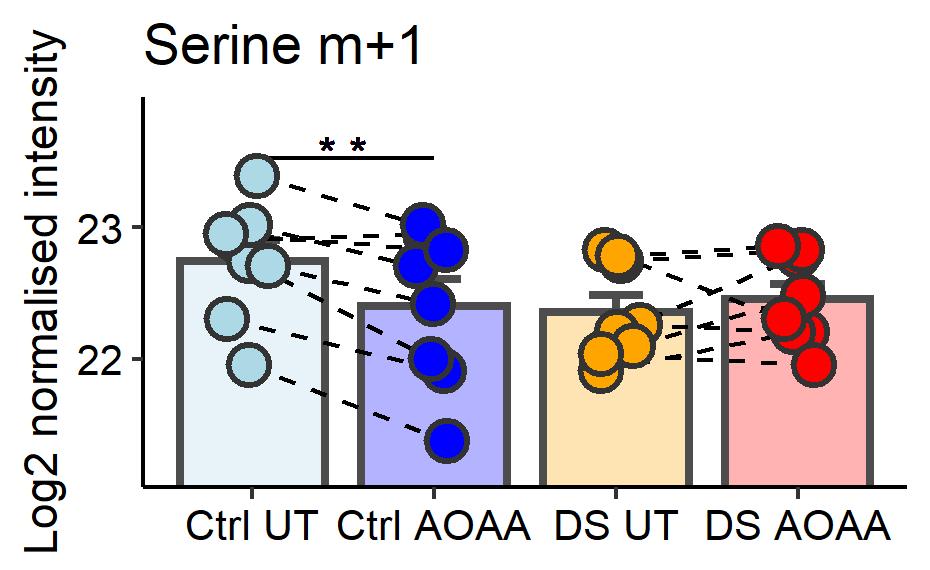 Serine m+1
Log2 normalised intensity
* *
23
22
Ctrl UT Ctrl AOAA DS UT DS AOAA